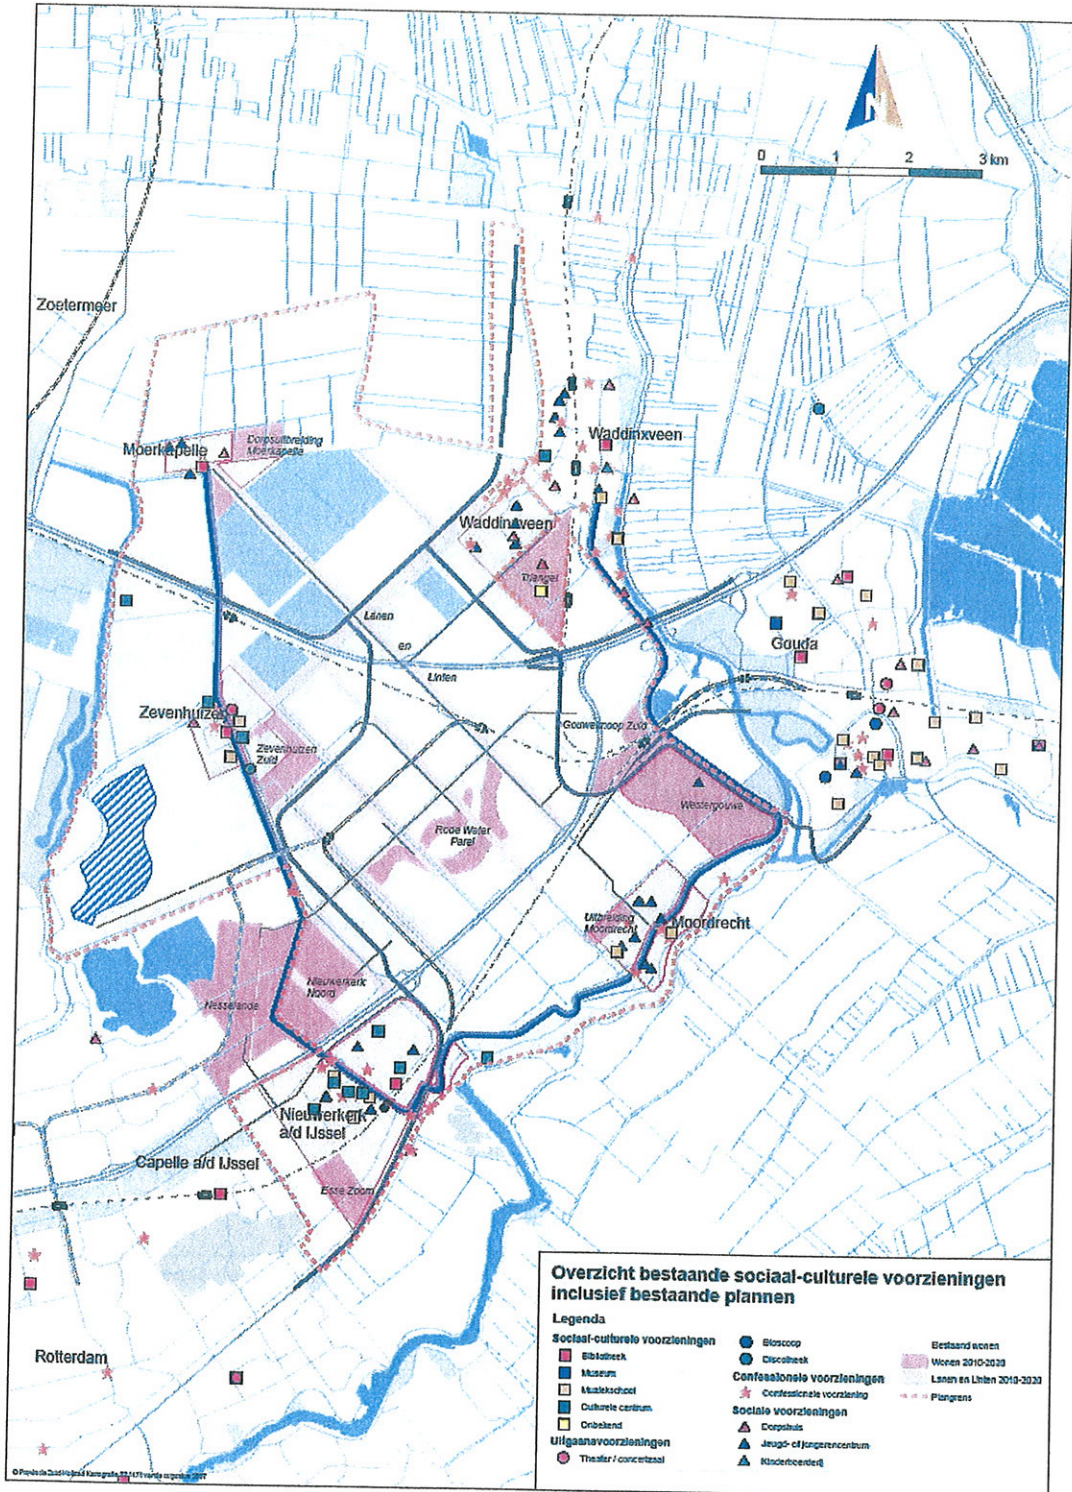 N
0 1 2 3 km
Zoetermeer
Moerkapelle
Dorpsuitbreiding
Moerkapelle
Waddinxveen
Waddinxveen
Triangel
Gouda
Lanen
en
Linten
Zevenhuizen
Zevenhuizen
Zuid
Gouweknoop Zuid
Westergouwe
Rode Water
Parel
Uitbreiding
Moordrecht
Moordrecht
Nesselande
Nieuwerkerk
Noord
Nieuwerkerk
a/d IJssel
Capelle a/d IJssel
Esse Zoom
Rotterdam
Overzicht bestaande sociaal-culturele voorzieningen
inclusief bestaande plannen
Legenda
Sociaal-culturele voorzieningen
Bibliotheek
Museum
Muziekschool
Culturele centrum
Onbekend
Uitgaansvoorzieningen
Theater / concertzaal
Bioscoop
Discotheek
Confessionele voorzieningen
Confessionele voorziening
Sociale voorzieningen
Dorpshuis
Jeugd- of jongerencentrum
Kinderboerderij
Bestaand wonen
Wonen 2010-2020
Lanen en Linten 2010-2020
Plangrens